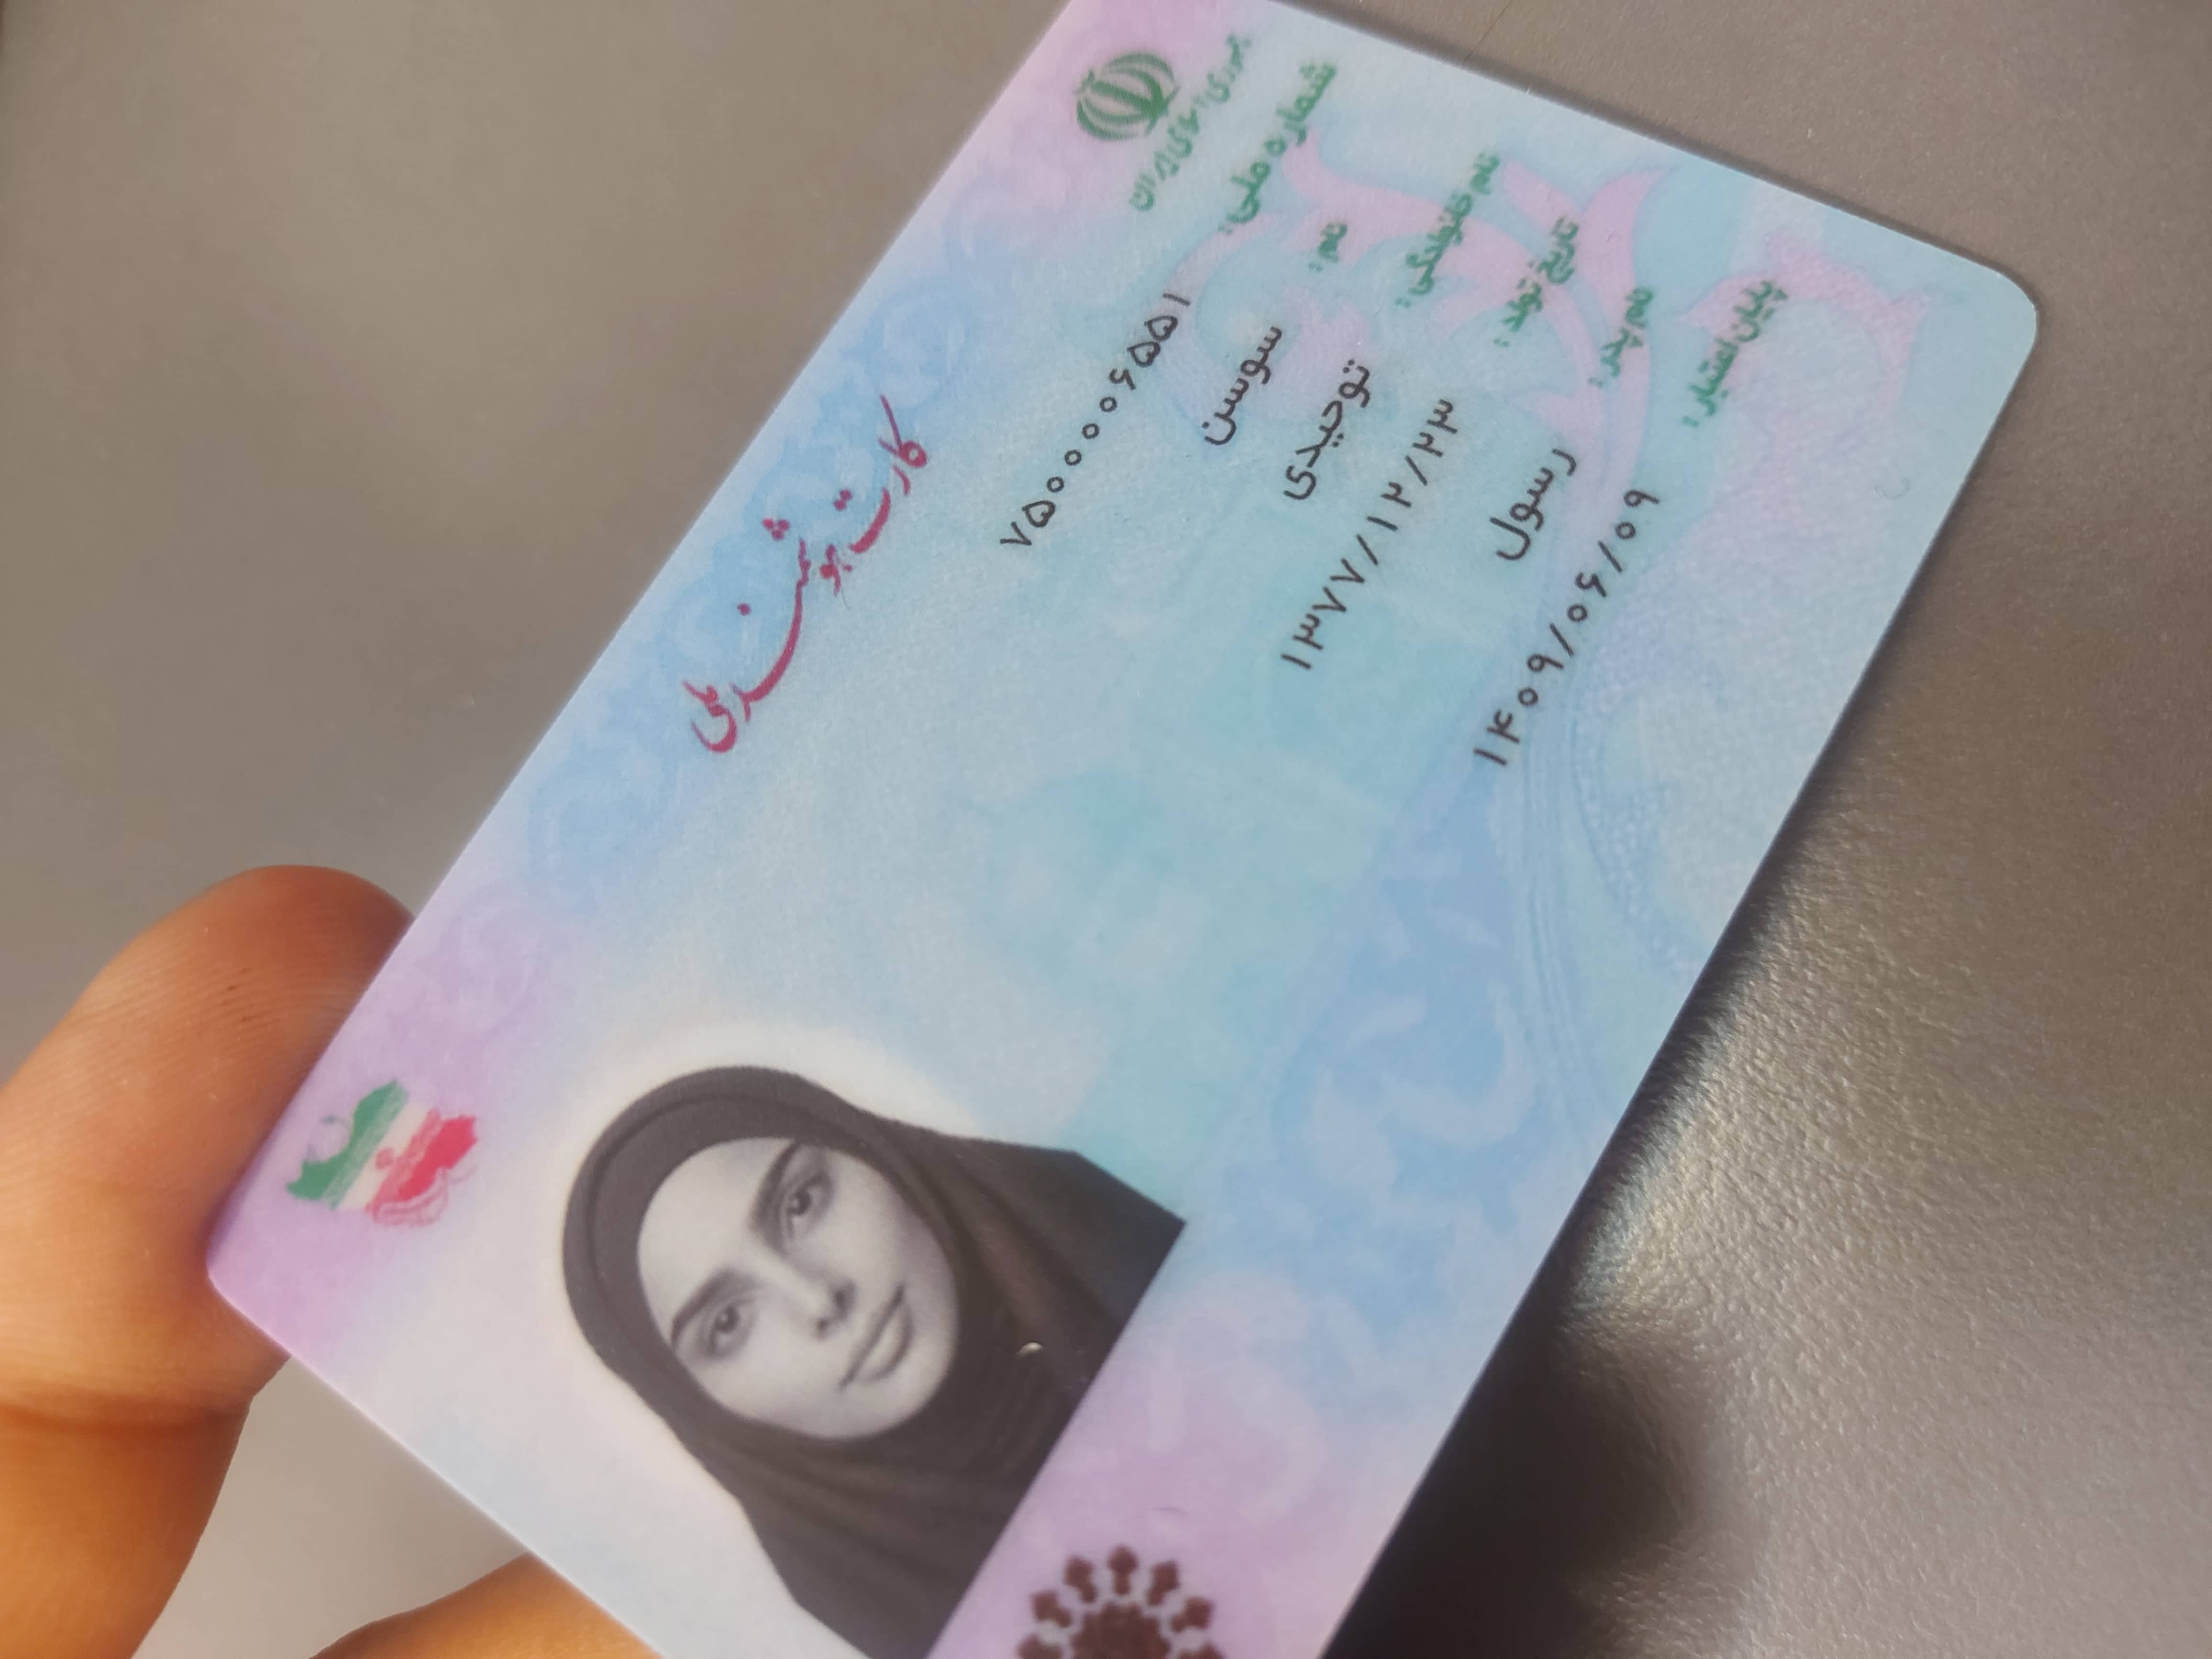 جمهوری اسلامی ایران
کارت هوشمند ملی
شماره ملی: ۷۵۰۰۰۰۶۵۵۱
نام: سوسن
نام خانوادگی: توحیدی
تاریخ تولد: ۱۳۷۷/۱۲/۲۳
نام پدر: رسول
پایان اعتبار: ۱۴۰۹/۰۶/۰۹